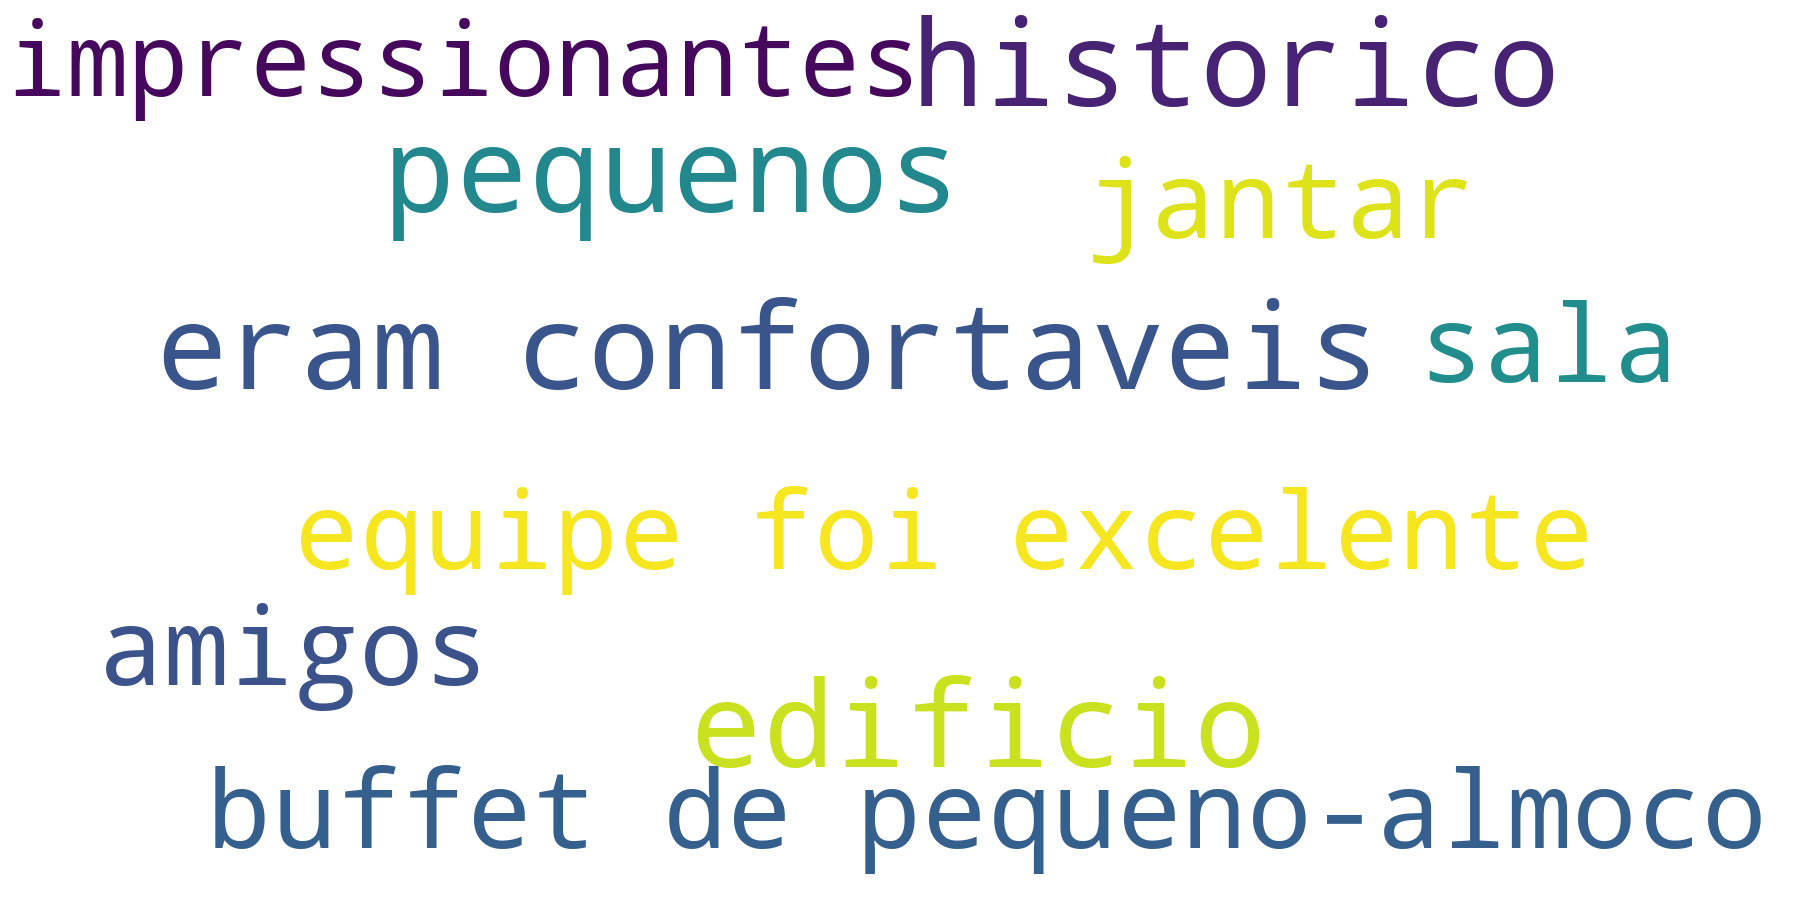 impressionantes historico
pequenos jantar
eram confortaveis sala
equipe foi excelente
amigos
edificio
buffet de pequeno-almoco